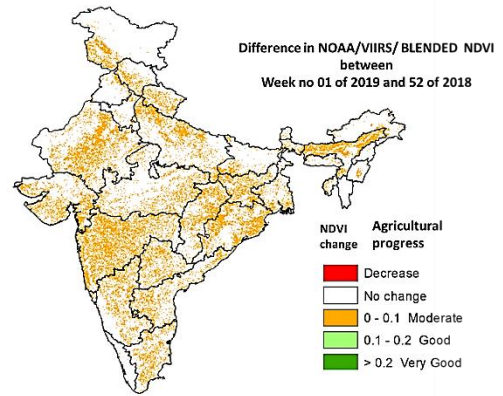 Difference in NOAA/VIIRS/ BLENDED NDVI
between
Week no 01 of 2019 and 52 of 2018
NDVI change Agricultural progress
Decrease
No change
0 - 0.1 Moderate
0.1 - 0.2 Good
> 0.2 Very Good